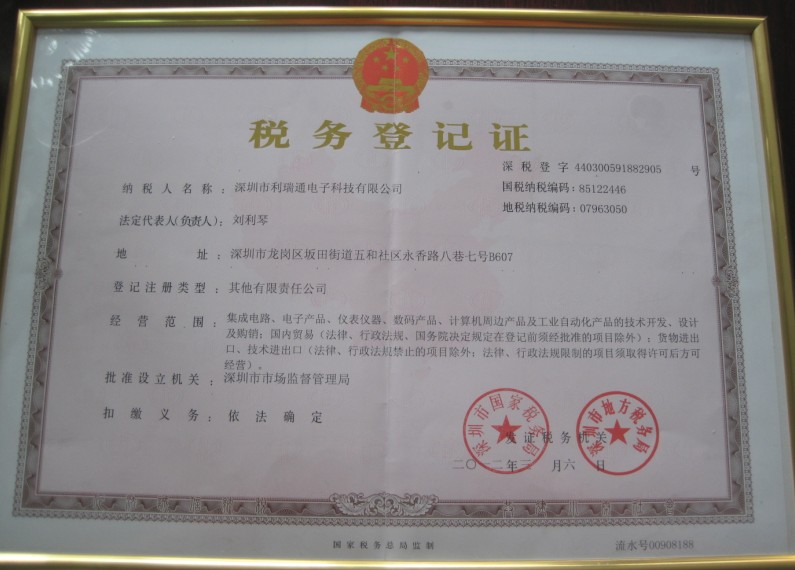 税务登记证
深税登字 440300591882905 号
国税纳税编码：85122446
地税纳税编码：07963050
纳税人名称：深圳市利瑞通电子科技有限公司
法定代表人（负责人）：刘利琴
地址：深圳市龙岗区坂田街道五和社区永香路八巷七号B607
登记注册类型：其他有限责任公司
经营范围：集成电路、电子产品、仪表仪器、数码产品、计算机周边产品及工业自动化产品的技术开发、设计
及购销；国内贸易（法律、行政法规、国务院决定规定在登记前须经批准的项目除外）；货物进出
口、技术进出口（法律、行政法规禁止的项目除外；法律、行政法规限制的项目须取得许可后方可
经营）。
批准设立机关：深圳市市场监督管理局
扣缴义务：依法确定
深圳市国家税务局
深圳市地方税务局
发证税务机关
二〇一二年三月六日
国家税务总局监制
流水号00908188